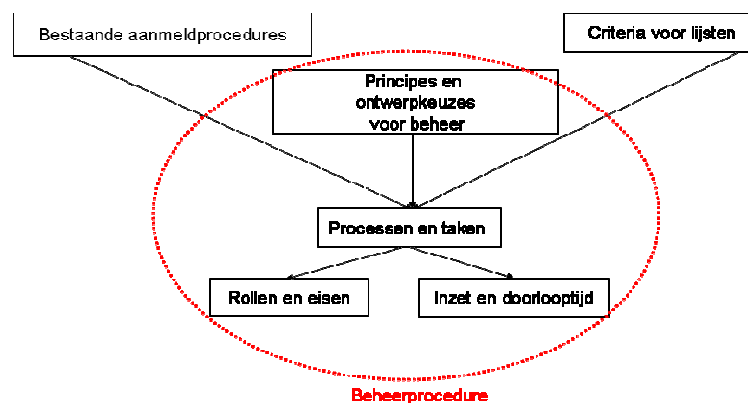 Bestaande aanmeldprocedures
Criteria voor lijsten
Principes en
ontwerpkeuzes
voor beheer
Processen en taken
Rollen en eisen
Inzet en doorlooptijd
Beheerprocedure